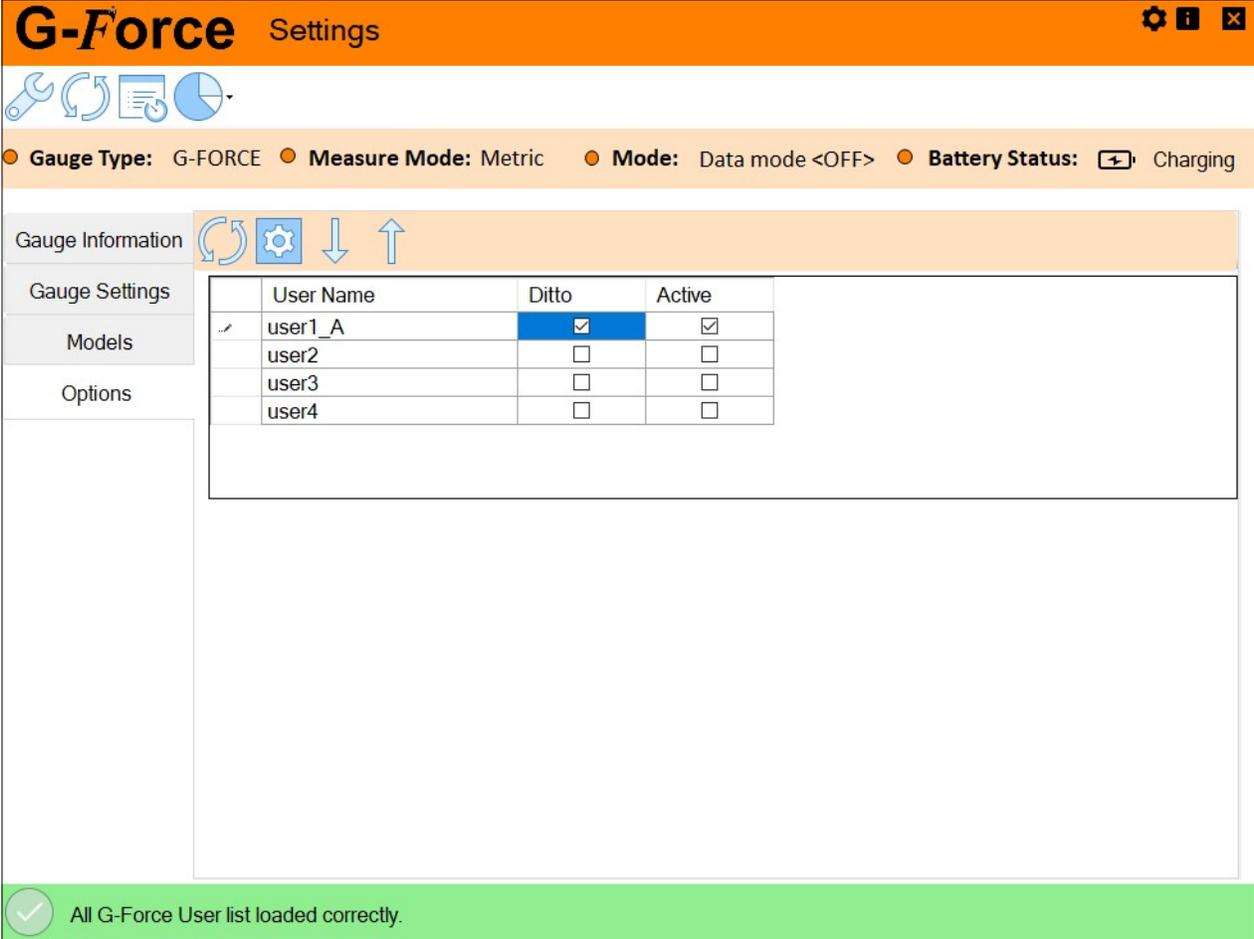 G-Force Settings
Gauge Type: G-FORCE Measure Mode: Metric Mode: Data mode <OFF> Battery Status: Charging
Gauge Information
Gauge Settings
Models
Options
User Name Ditto Active
user1_A
user2
user3
user4
All G-Force User list loaded correctly.